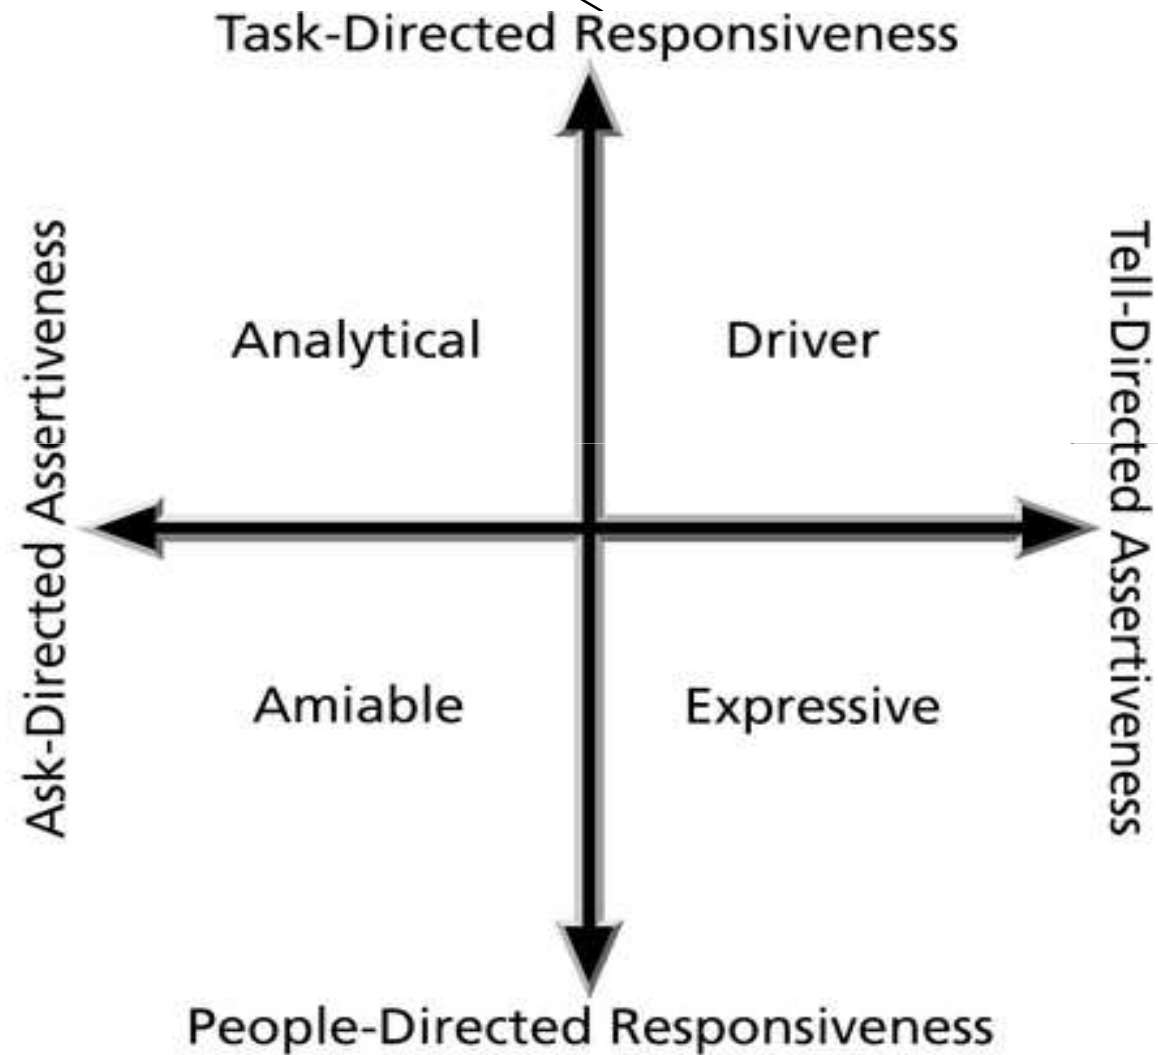 Task-Directed Responsiveness
Ask-Directed Assertiveness
Tell-Directed Assertiveness
Analytical
Driver
Amiable
Expressive
People-Directed Responsiveness